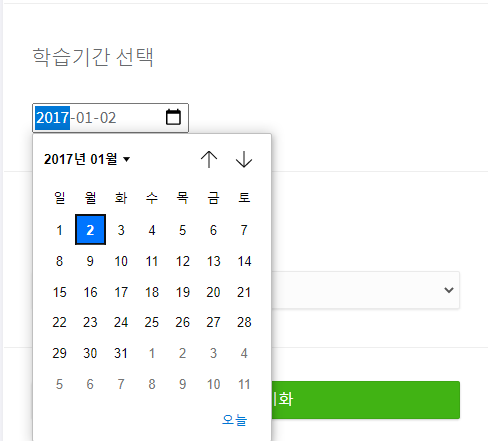 학습기간 선택
2017-01-02
2017년 01월
일 월 화 수 목 금 토
1 2 3 4 5 6 7
8 9 10 11 12 13 14
15 16 17 18 19 20 21
22 23 24 25 26 27 28
29 30 31 1 2 3 4
5 6 7 8 9 10 11
오늘